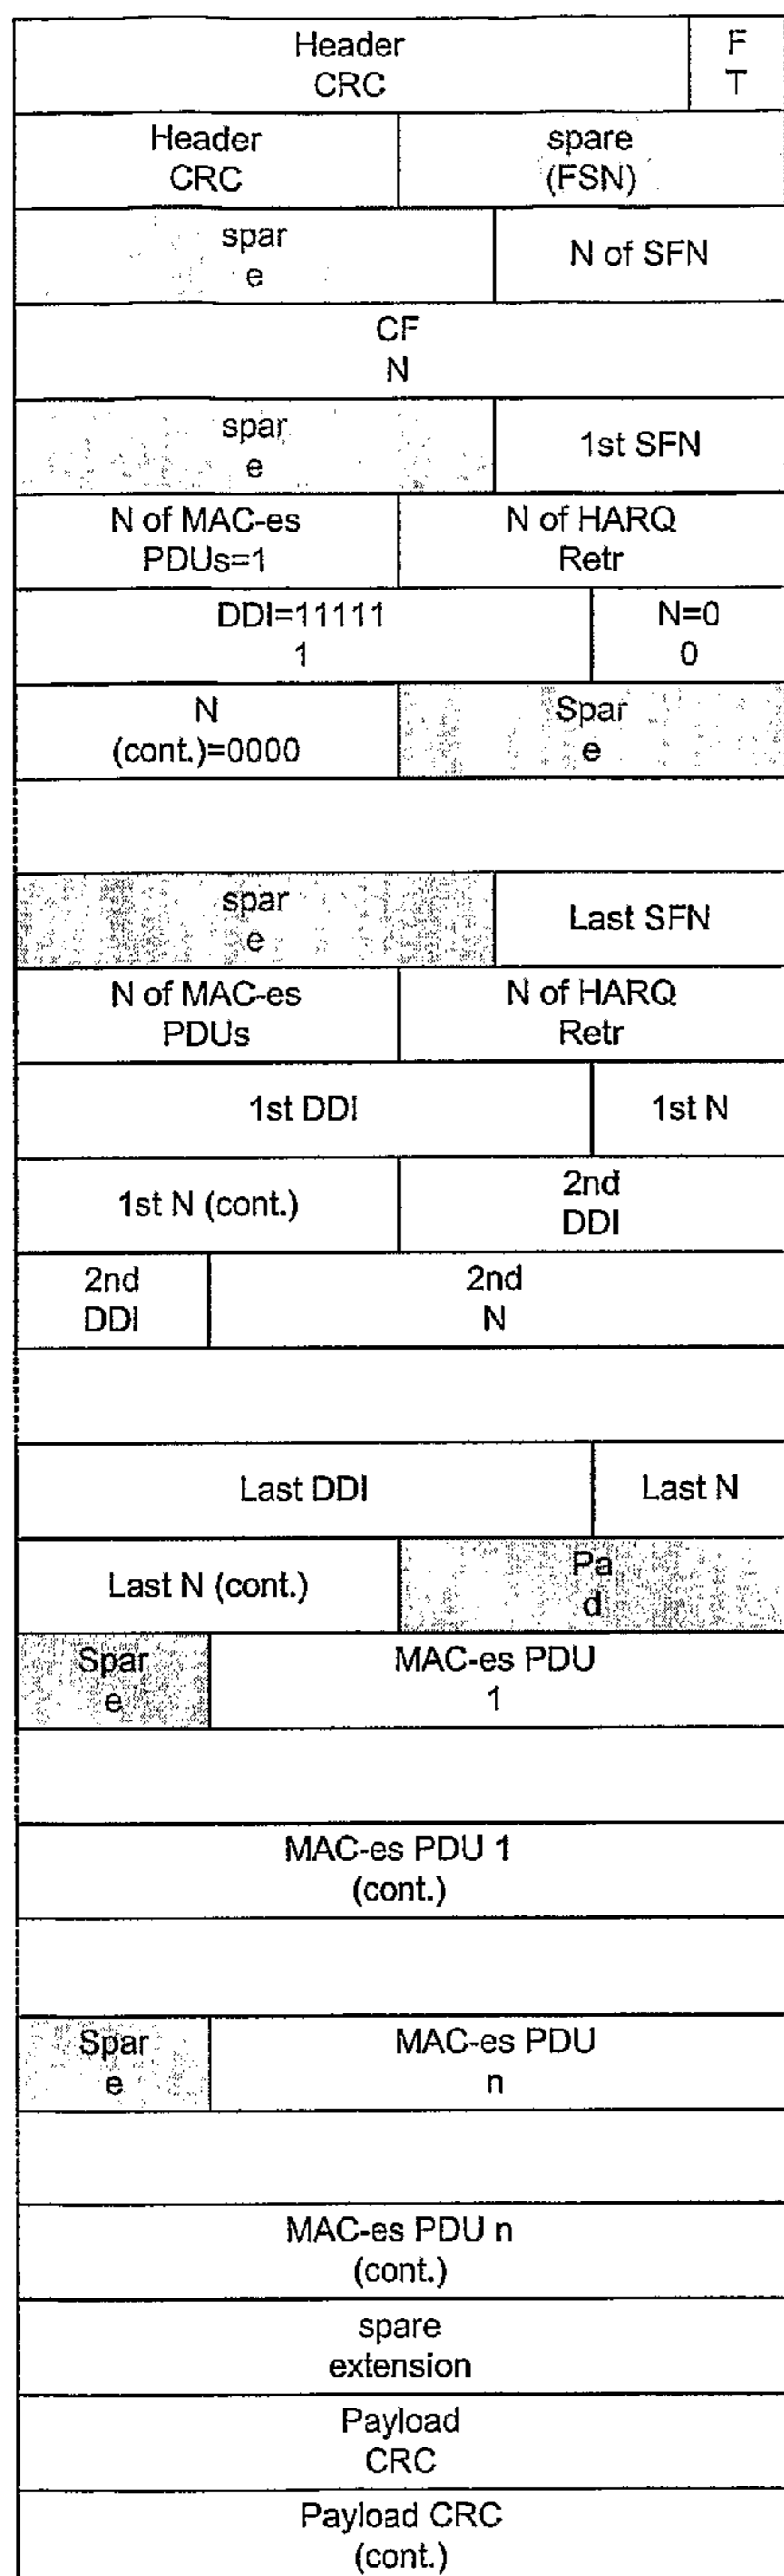 Header
CRC
F
T
Header
CRC
spare
(FSN)
spar
e
N of SFN
CF
N
spar
e
1st SFN
N of MAC-es
PDUs=1
N of HARQ
Retr
DDI=11111
1
N=0
0
N
(cont.)=0000
Spar
e
spar
e
Last SFN
N of MAC-es
PDUs
N of HARQ
Retr
1st DDI
1st N
1st N (cont.)
2nd
DDI
2nd
DDI
2nd
N
Last DDI
Last N
Last N (cont.)
Pa
d
Spar
e
MAC-es PDU
1
MAC-es PDU 1
(cont.)
Spar
e
MAC-es PDU
n
MAC-es PDU n
(cont.)
spare
extension
Payload
CRC
Payload CRC
(cont.)